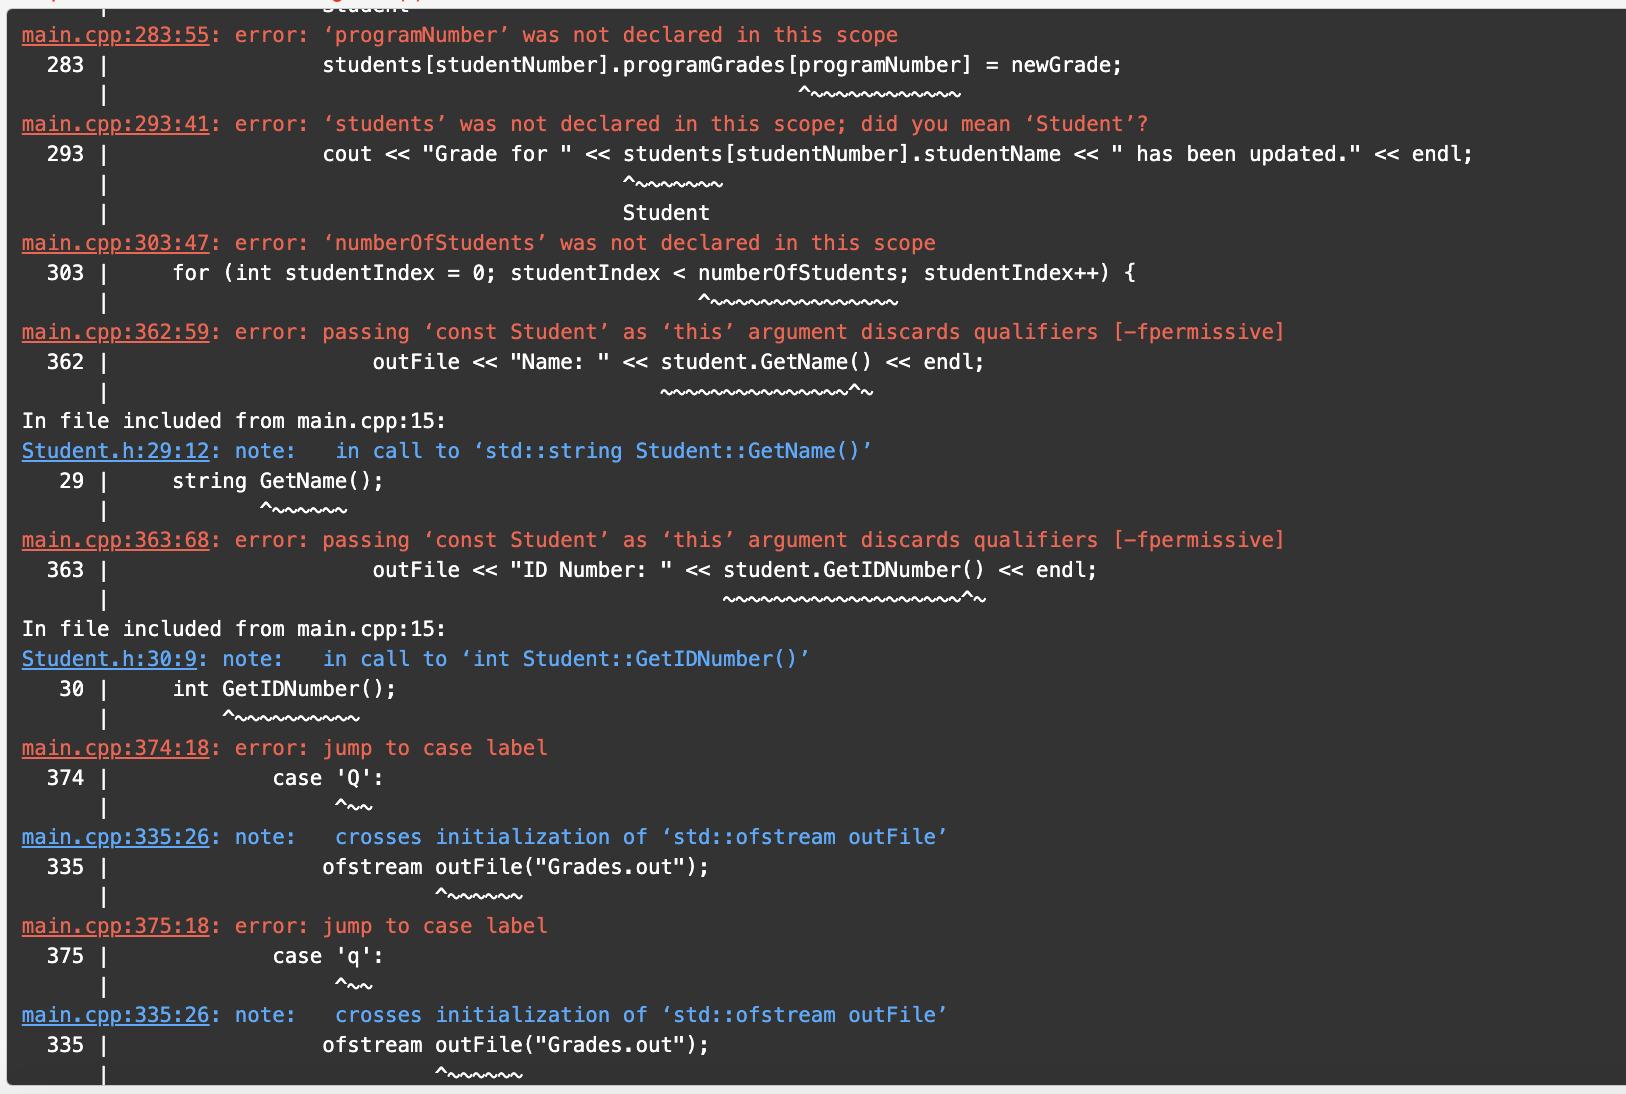 main.cpp:283:55: error: ‘programNumber’ was not declared in this scope
283 | students[studentNumber].programGrades[programNumber] = newGrade;
| ^~~~~~~~~~~~~
main.cpp:293:41: error: ‘students’ was not declared in this scope; did you mean ‘Student’?
293 | cout << "Grade for " << students[studentNumber].studentName << " has been updated." << endl;
| ^~~~~~~~
| Student
main.cpp:303:47: error: ‘numberOfStudents’ was not declared in this scope
303 | for (int studentIndex = 0; studentIndex < numberOfStudents; studentIndex++) {
| ^~~~~~~~~~~~~~~~
main.cpp:362:59: error: passing ‘const Student’ as ‘this’ argument discards qualifiers [-fpermissive]
362 | outFile << "Name: " << student.GetName() << endl;
| ~~~~~~~~~~~~~~~^~
In file included from main.cpp:15:
Student.h:29:12: note: in call to ‘std::string Student::GetName()’
29 | string GetName();
| ^~~~~~~
main.cpp:363:68: error: passing ‘const Student’ as ‘this’ argument discards qualifiers [-fpermissive]
363 | outFile << "ID Number: " << student.GetIDNumber() << endl;
| ~~~~~~~~~~~~~~~~~~~^~
In file included from main.cpp:15:
Student.h:30:9: note: in call to ‘int Student::GetIDNumber()’
30 | int GetIDNumber();
| ^~~~~~~~~~~
main.cpp:374:18: error: jump to case label
374 | case 'Q':
| ^~~
main.cpp:335:26: note: crosses initialization of ‘std::ofstream outFile’
335 | ofstream outFile("Grades.out");
| ^~~~~~~
main.cpp:375:18: error: jump to case label
375 | case 'q':
| ^~~
main.cpp:335:26: note: crosses initialization of ‘std::ofstream outFile’
335 | ofstream outFile("Grades.out");
| ^~~~~~~